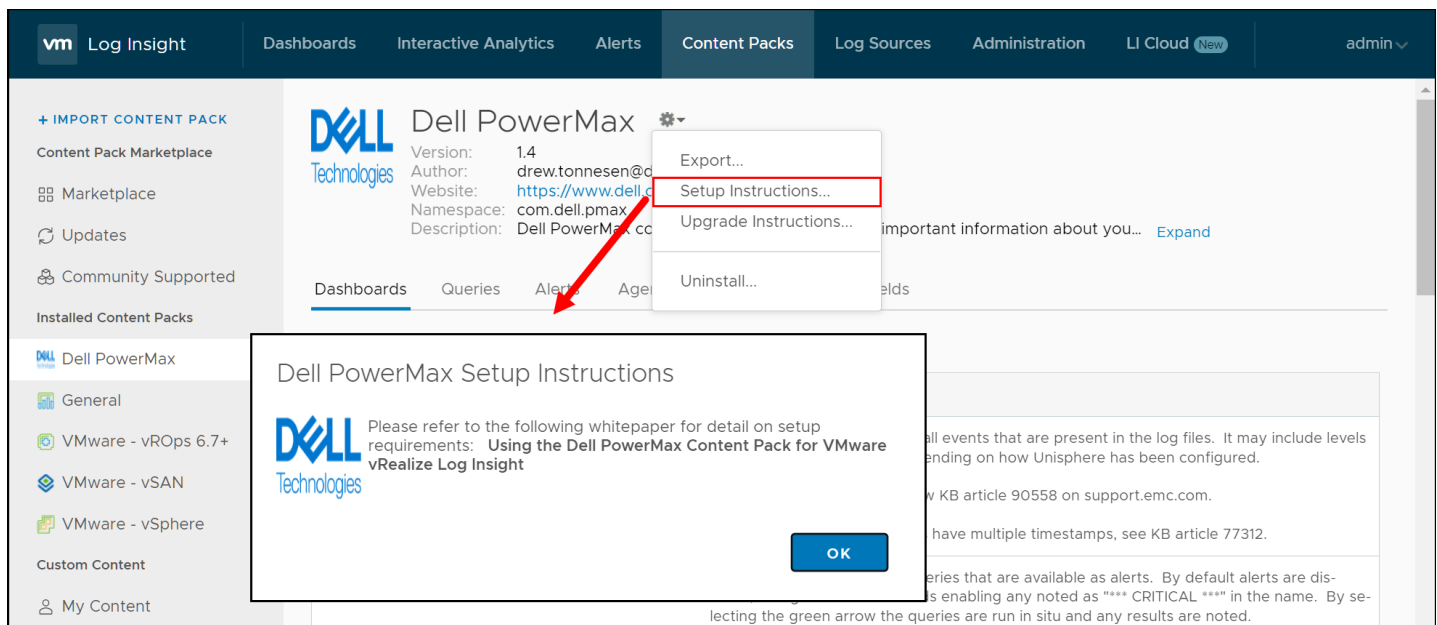 vm Log Insight Dashboards Interactive Analytics Alerts Content Packs Log Sources Administration LI Cloud New admin
+ IMPORT CONTENT PACK
Content Pack Marketplace
Marketplace
Updates
Community Supported
Installed Content Packs
Dell PowerMax
General
VMware - vROps 6.7+
VMware - vSAN
VMware - vSphere
Custom Content
My Content
DELL
Technologies
Dell PowerMax
Version: 1.4
Author: drew.tonnesen@d
Website: https://www.dell.c
Namespace: com.dell.pmax
Description: Dell PowerMax cc important information about you... Expand
Export...
Setup Instructions...
Upgrade Instructions...
Uninstall...
Dashboards Queries Alerts Age elds
Dell PowerMax Setup Instructions
DELL
Technologies
Please refer to the following whitepaper for detail on setup
requirements: Using the Dell PowerMax Content Pack for VMware
vRealize Log Insight
OK
all events that are present in the log files. It may include levels
ending on how Unisphere has been configured.
w KB article 90558 on support.emc.com.
have multiple timestamps, see KB article 77312.
eries that are available as alerts. By default alerts are dis-
ls enabling any noted as "*** CRITICAL ***" in the name. By se-
lecting the green arrow the queries are run in situ and any results are noted.